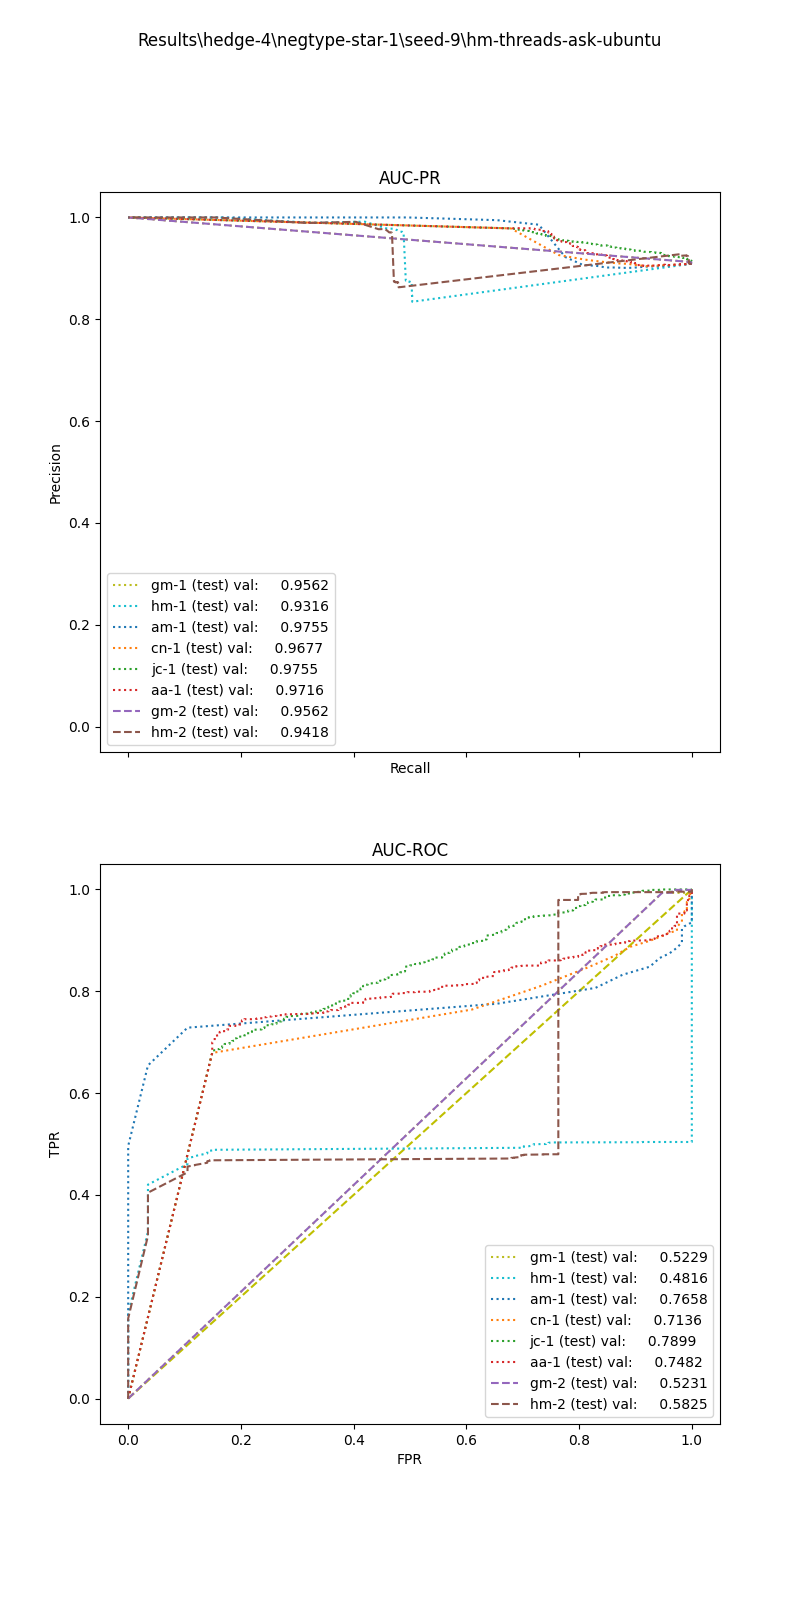 Results\hedge-4\negtype-star-1\seed-9\hm-threads-ask-ubuntu
AUC-PR
1.0
0.8
0.6
0.4
0.2
0.0
Precision
gm-1 (test) val: 0.9562
hm-1 (test) val: 0.9316
am-1 (test) val: 0.9755
cn-1 (test) val: 0.9677
jc-1 (test) val: 0.9755
aa-1 (test) val: 0.9716
gm-2 (test) val: 0.9562
hm-2 (test) val: 0.9418
Recall
AUC-ROC
1.0
0.8
0.6
0.4
0.2
0.0
TPR
gm-1 (test) val: 0.5229
hm-1 (test) val: 0.4816
am-1 (test) val: 0.7658
cn-1 (test) val: 0.7136
jc-1 (test) val: 0.7899
aa-1 (test) val: 0.7482
gm-2 (test) val: 0.5231
hm-2 (test) val: 0.5825
0.0 0.2 0.4 0.6 0.8 1.0
FPR